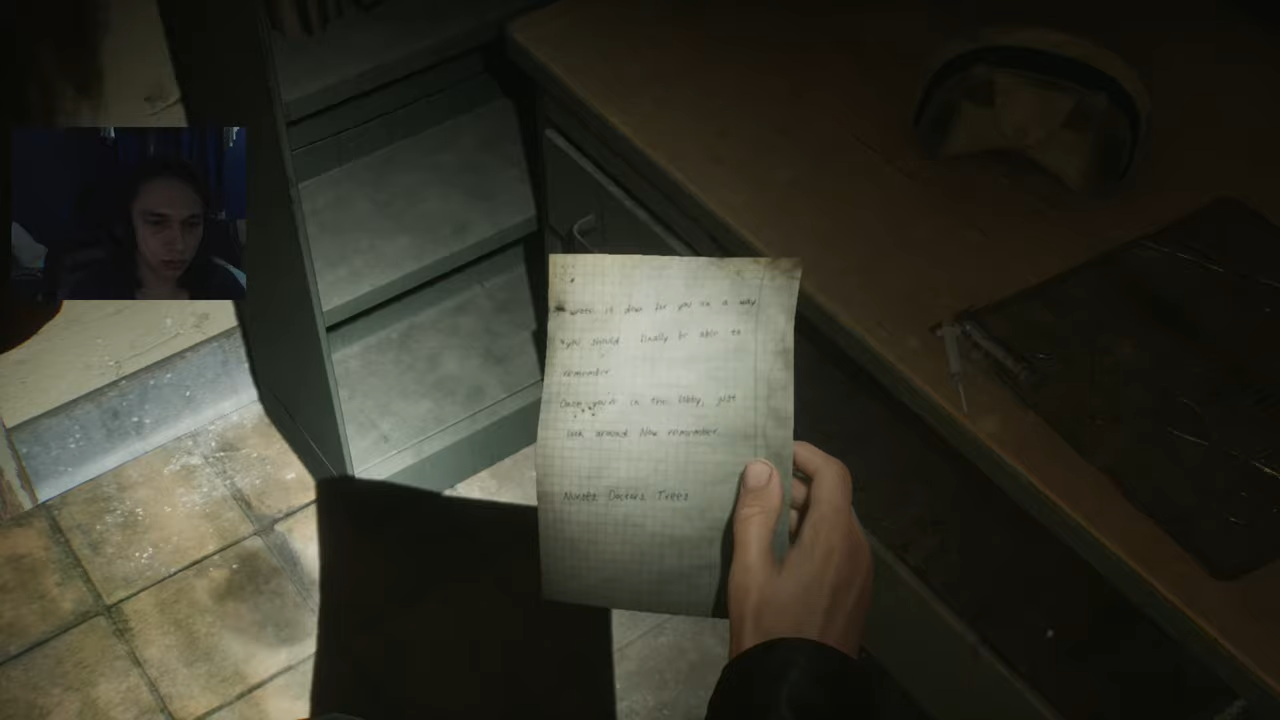 I wrote it down for you in a way
you should finally be able to
remember
Once you're in the lobby, just
look around. Now remember.
Nurses Doctors Trees